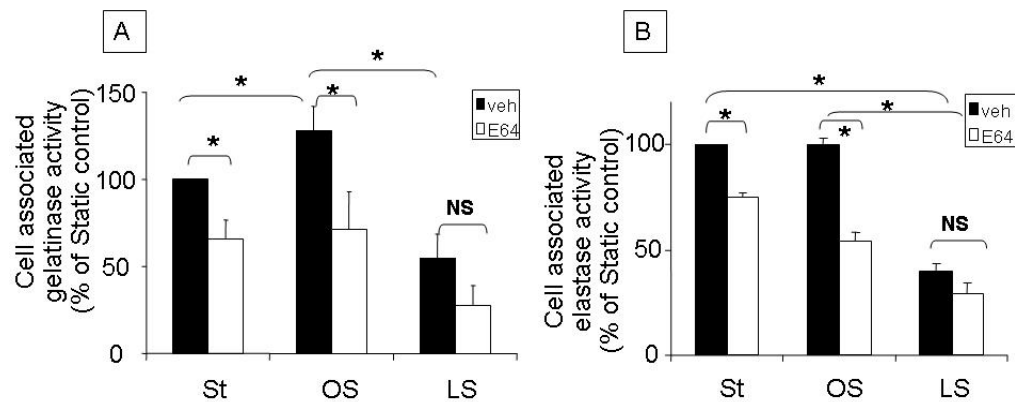 A
Cell associated
gelatinase activity
(% of Static control)
150
100
50
0
*
*
*
*
NS
veh
E64
St
OS
LS
B
Cell associated
elastase activity
(% of Static control)
100
50
0
*
*
*
*
NS
veh
E64
St
OS
LS